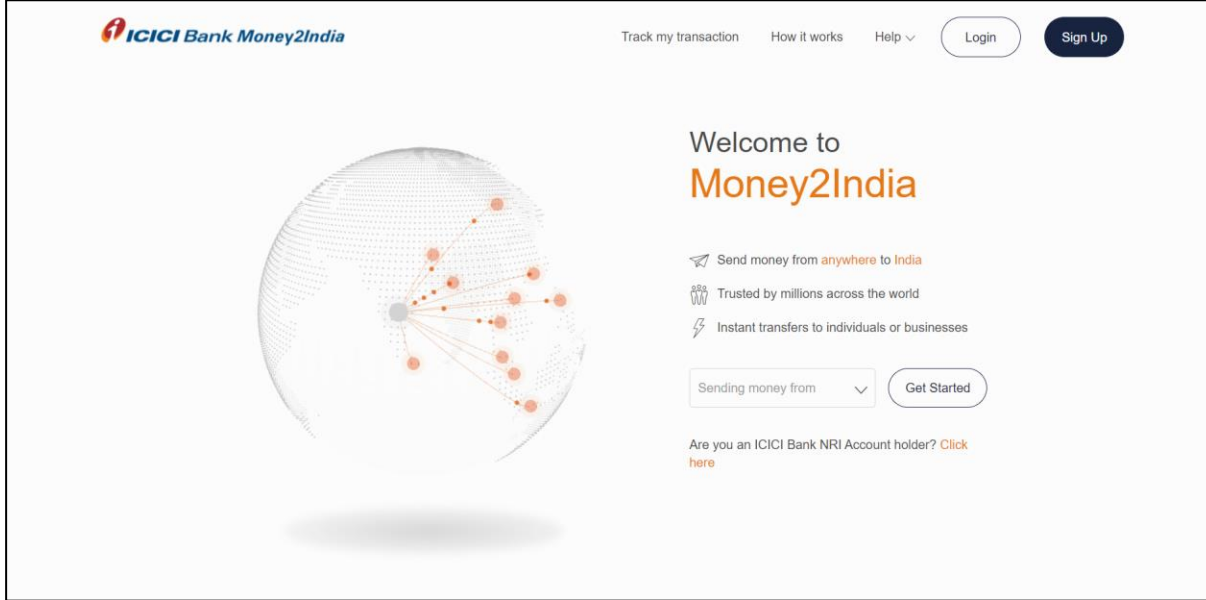 ICICI Bank Money2India
Track my transaction
How it works
Help
Login
Sign Up
Welcome to
Money2India
Send money from anywhere to India
Trusted by millions across the world
Instant transfers to individuals or businesses
Sending money from
Get Started
Are you an ICICI Bank NRI Account holder? Click
here